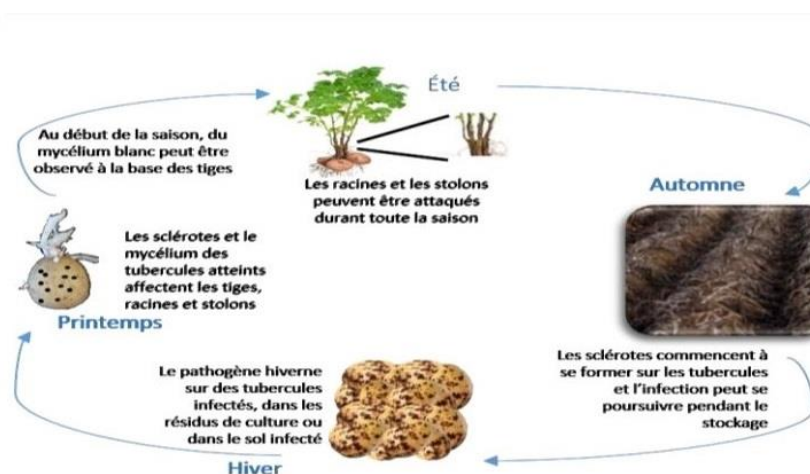 Été
Au début de la saison, du
mycélium blanc peut être
observé à la base des tiges
Les racines et les stolons
peuvent être attaqués
durant toute la saison
Automne
Les sclérotes et le
mycélium des
tubercules atteints
affectent les tiges,
racines et stolons
Printemps
Les sclérotes commencent à
se former sur les tubercules
et l'infection peut se
poursuivre pendant le
stockage
Le pathogène hiverne
sur des tubercules
infectés, dans les
résidus de culture ou
dans le sol infecté
Hiver